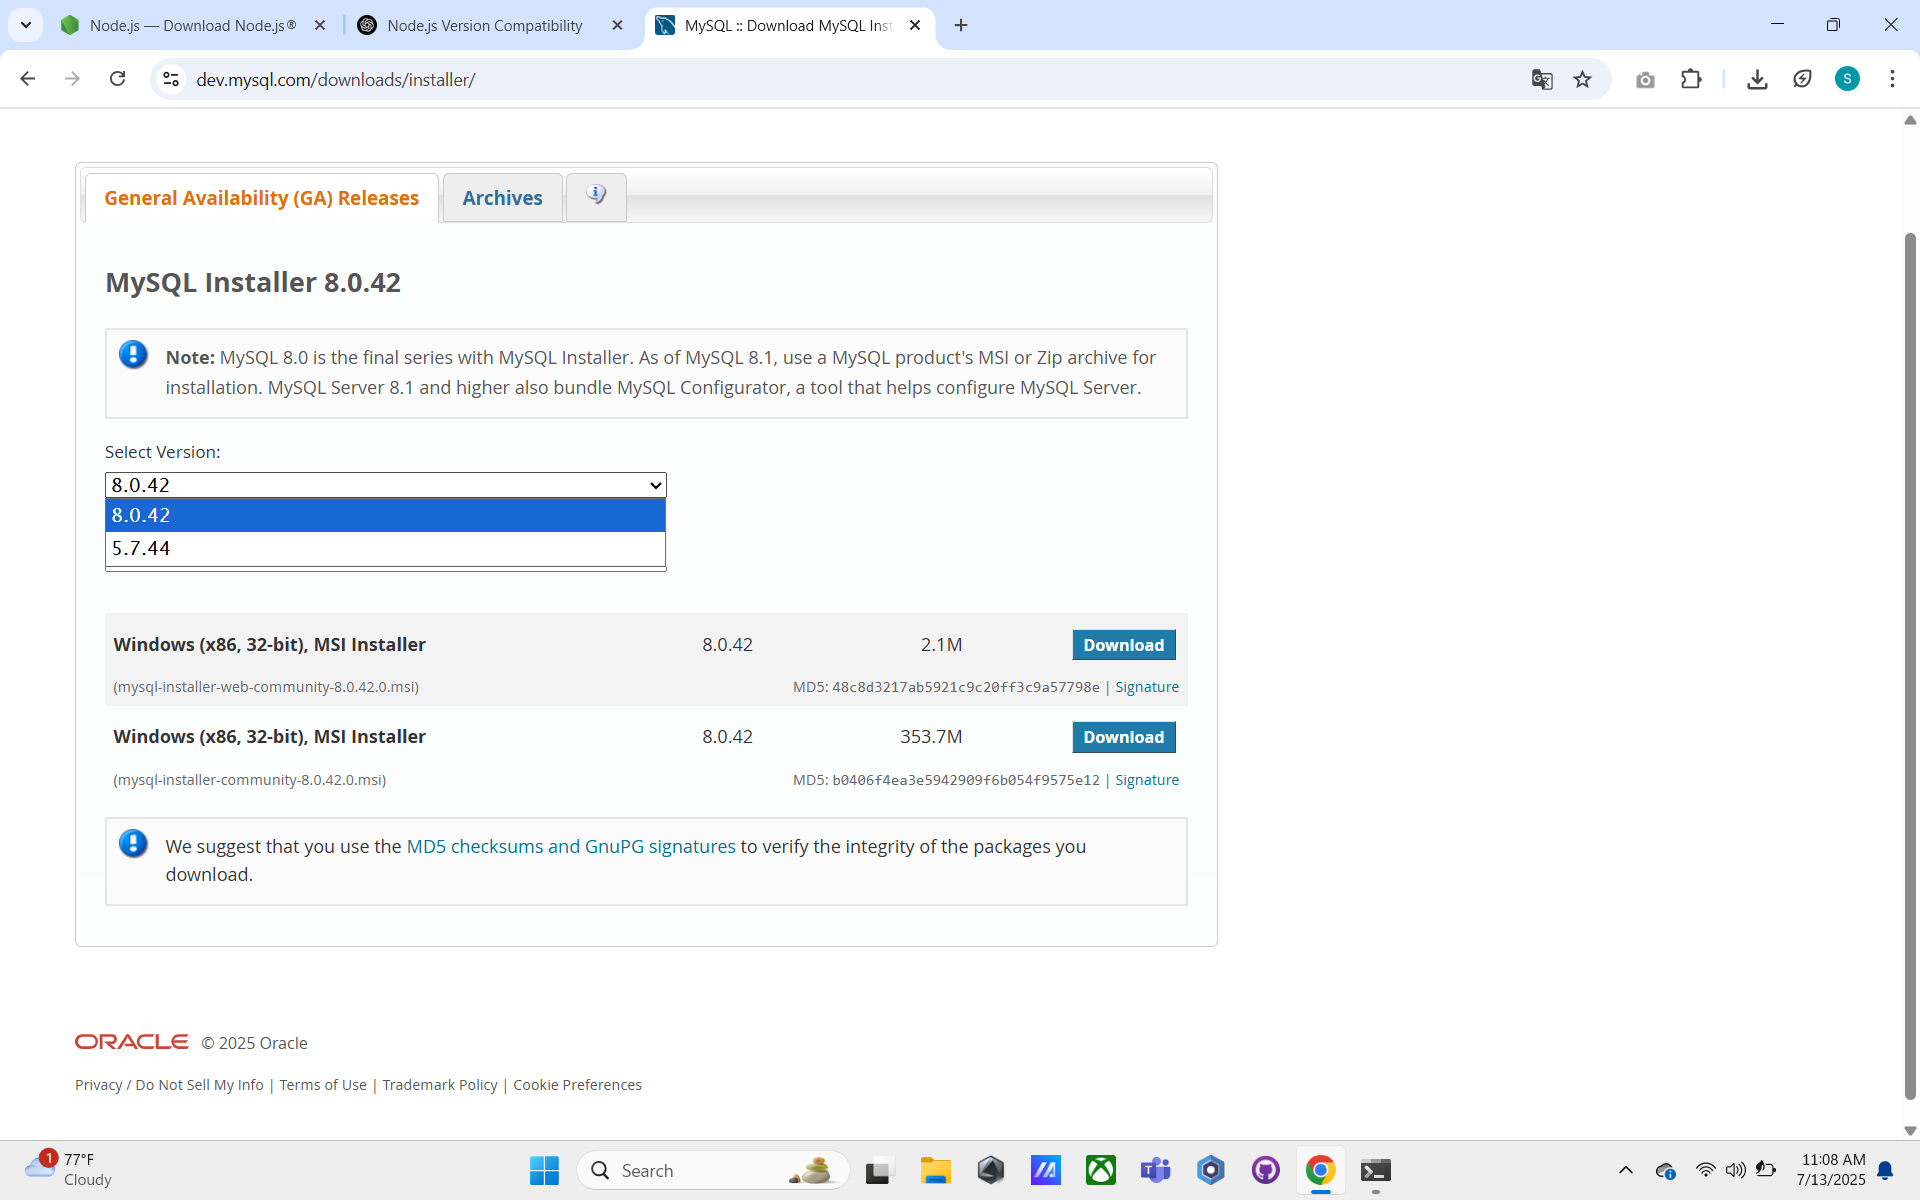 Node.js — Download Node.js®
Node.js Version Compatibility
MySQL :: Download MySQL Inst
dev.mysql.com/downloads/installer/
S
General Availability (GA) Releases
Archives
MySQL Installer 8.0.42
Note: MySQL 8.0 is the final series with MySQL Installer. As of MySQL 8.1, use a MySQL product's MSI or Zip archive for
installation. MySQL Server 8.1 and higher also bundle MySQL Configurator, a tool that helps configure MySQL Server.
Select Version:
8.0.42
8.0.42
5.7.44
Windows (x86, 32-bit), MSI Installer 8.0.42 2.1M Download
(mysql-installer-web-community-8.0.42.0.msi) MD5: 48c8d3217ab5921c9c20ff3c9a57798e | Signature
Windows (x86, 32-bit), MSI Installer 8.0.42 353.7M Download
(mysql-installer-community-8.0.42.0.msi) MD5: b0406f4ea3e5942909f6b054f9575e12 | Signature
We suggest that you use the MD5 checksums and GnuPG signatures to verify the integrity of the packages you
download.
ORACLE © 2025 Oracle
Privacy / Do Not Sell My Info | Terms of Use | Trademark Policy | Cookie Preferences
1
77°F
Cloudy
Search
11:08 AM
7/13/2025